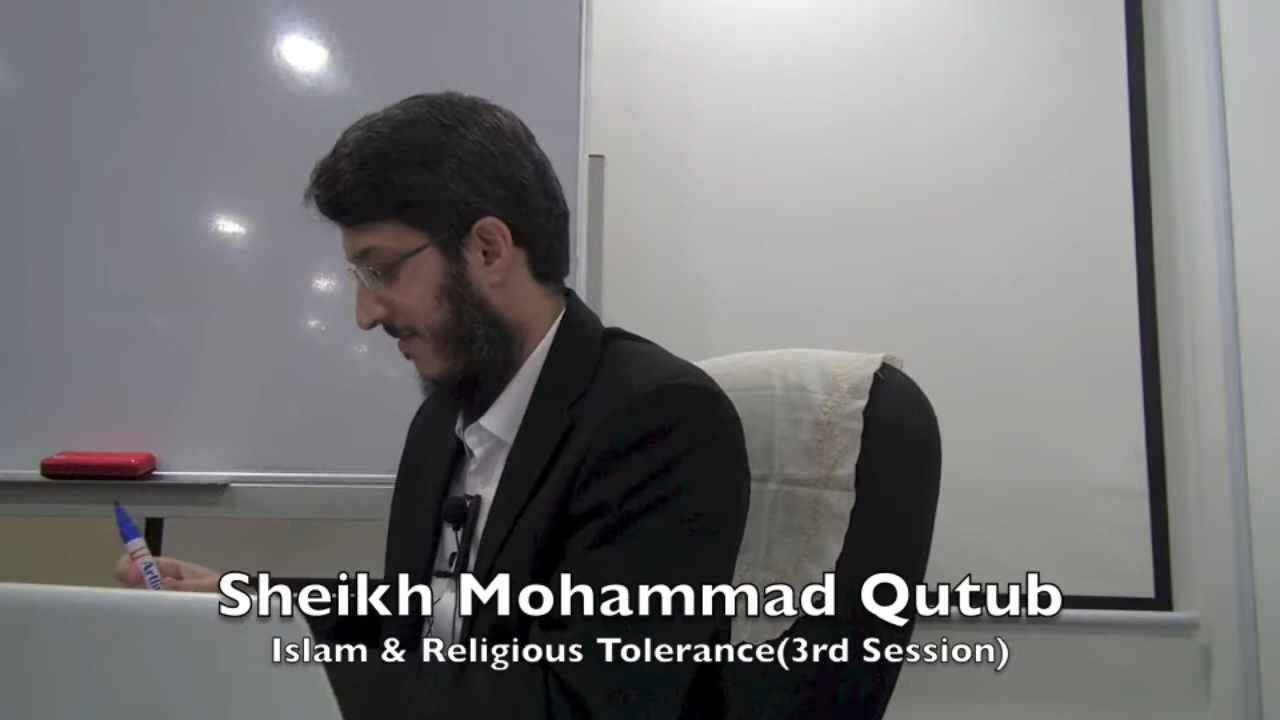 Sheikh Mohammad Qutub
Islam & Religious Tolerance(3rd Session)